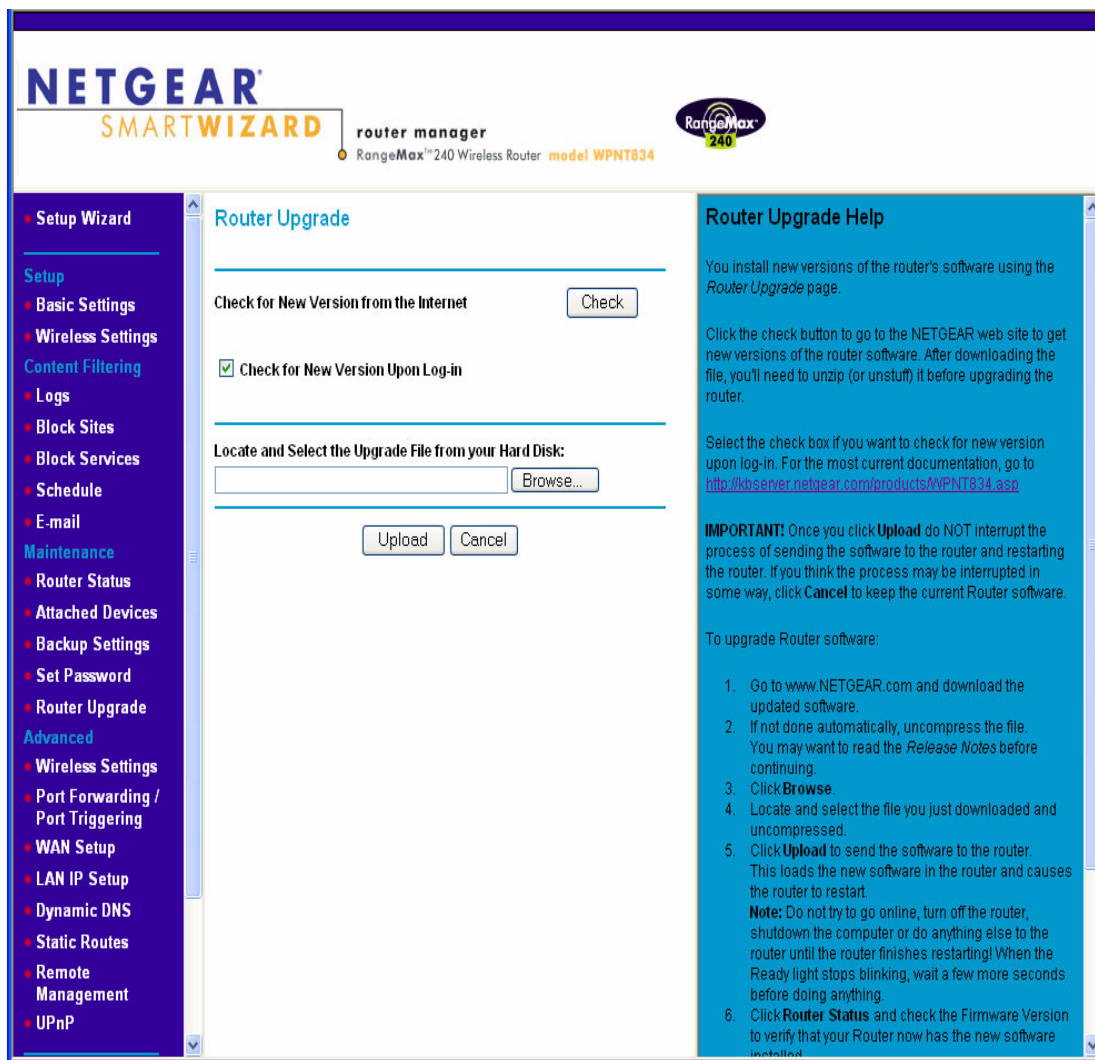 NETGEAR®
SMARTWIZARD
router manager
RangeMax™240 Wireless Router model WPNT834
RangeMax™
240
Setup Wizard
Setup
Basic Settings
Wireless Settings
Content Filtering
Logs
Block Sites
Block Services
Schedule
E-mail
Maintenance
Router Status
Attached Devices
Backup Settings
Set Password
Router Upgrade
Advanced
Wireless Settings
Port Forwarding /
Port Triggering
WAN Setup
LAN IP Setup
Dynamic DNS
Static Routes
Remote
Management
UPnP
Router Upgrade
Check for New Version from the Internet
Check
Check for New Version Upon Log-in
Locate and Select the Upgrade File from your Hard Disk:
Browse...
Upload
Cancel
Router Upgrade Help
You install new versions of the router's software using the
Router Upgrade page.
Click the check button to go to the NETGEAR web site to get
new versions of the router software. After downloading the
file, you'll need to unzip (or unstuff) it before upgrading the
router.
Select the check box if you want to check for new version
upon log-in. For the most current documentation, go to
http://kbserver.netgear.com/products/WPNT834.asp
IMPORTANT! Once you click Upload do NOT interrupt the
process of sending the software to the router and restarting
the router. If you think the process may be interrupted in
some way, click Cancel to keep the current Router software.
To upgrade Router software:
1. Go to www.NETGEAR.com and download the
updated software.
2. If not done automatically, uncompress the file.
You may want to read the Release Notes before
continuing.
3. Click Browse.
4. Locate and select the file you just downloaded and
uncompressed.
5. Click Upload to send the software to the router.
This loads the new software in the router and causes
the router to restart.
Note: Do not try to go online, turn off the router,
shutdown the computer or do anything else to the
router until the router finishes restarting! When the
Ready light stops blinking, wait a few more seconds
before doing anything.
6. Click Router Status and check the Firmware Version
to verify that your Router now has the new software
installed